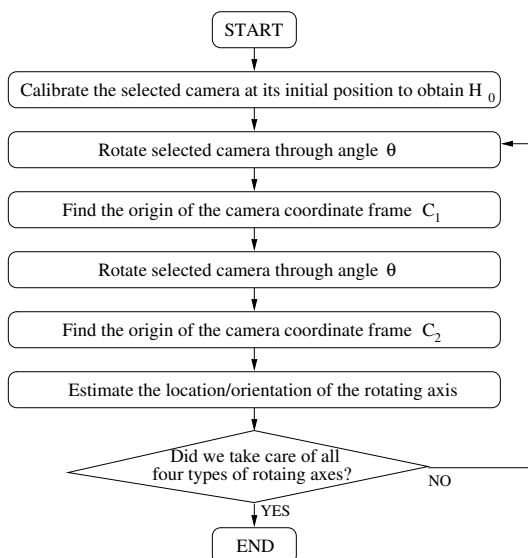 START
Calibrate the selected camera at its initial position to obtain H 0
Rotate selected camera through angle θ
Find the origin of the camera coordinate frame C1
Rotate selected camera through angle θ
Find the origin of the camera coordinate frame C2
Estimate the location/orientation of the rotating axis
Did we take care of all
four types of rotaing axes?
NO
YES
END